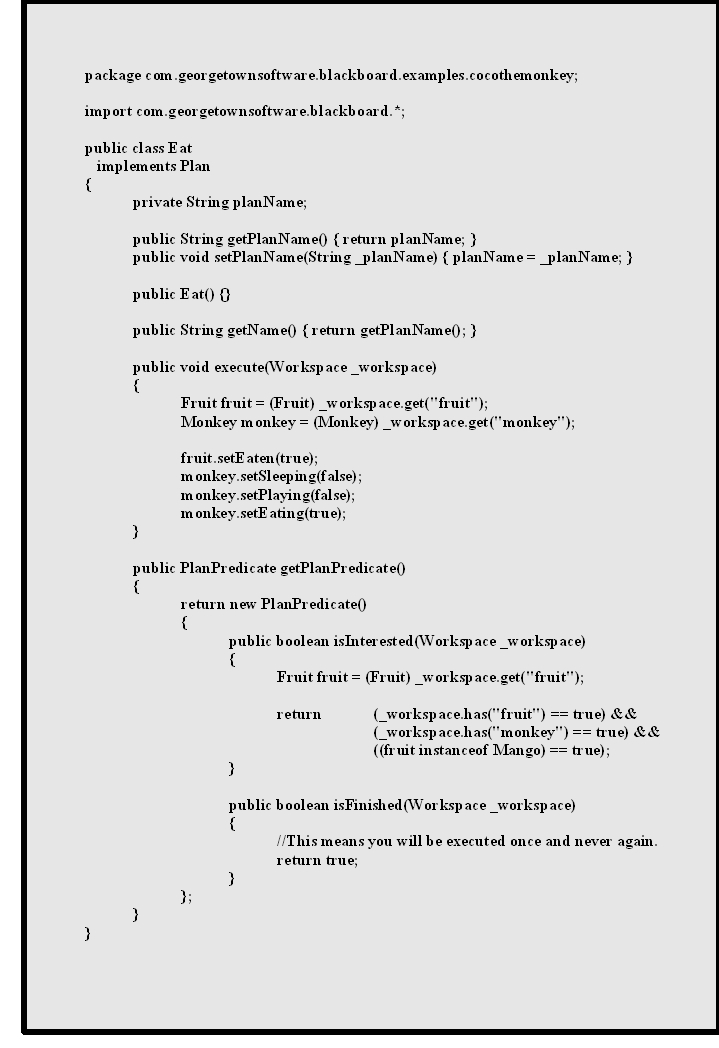 package com.georgetownsoftware.blackboard.examples.cocothemonkey;
import com.georgetownsoftware.blackboard.*;
public class Eat
implements Plan
{
private String planName;
public String getPlanName() { return planName; }
public void setPlanName(String _planName) { planName = _planName; }
public Eat() {}
public String getName() { return getPlanName(); }
public void execute(Workspace _workspace)
{
Fruit fruit = (Fruit) _workspace.get("fruit");
Monkey monkey = (Monkey) _workspace.get("monkey");
fruit.setEaten(true);
monkey.setSleeping(false);
monkey.setPlaying(false);
monkey.setEating(true);
}
public PlanPredicate getPlanPredicate()
{
return new PlanPredicate()
{
public boolean isInterested(Workspace _workspace)
{
Fruit fruit = (Fruit) _workspace.get("fruit");
return (_workspace.has("fruit") == true) &&
(_workspace.has("monkey") == true) &&
((fruit instanceof Mango) == true);
}
public boolean isFinished(Workspace _workspace)
{
//This means you will be executed once and never again.
return true;
}
};
}
}